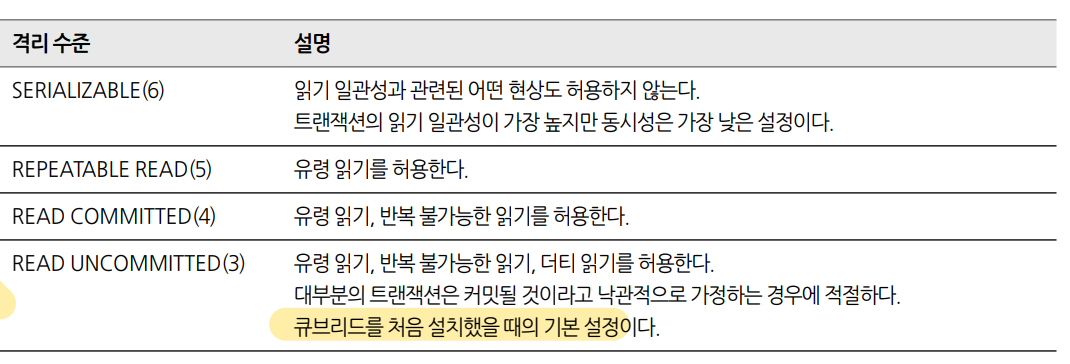 격리 수준 설명
SERIALIZABLE(6) 읽기 일관성과 관련된 어떤 현상도 허용하지 않는다.
트랜잭션의 읽기 일관성이 가장 높지만 동시성은 가장 낮은 설정이다.
REPEATABLE READ(5) 유령 읽기를 허용한다.
READ COMMITTED(4) 유령 읽기, 반복 불가능한 읽기를 허용한다.
READ UNCOMMITTED(3) 유령 읽기, 반복 불가능한 읽기, 더티 읽기를 허용한다.
대부분의 트랜잭션은 커밋될 것이라고 낙관적으로 가정하는 경우에 적절하다.
큐브리드를 처음 설치했을 때의 기본 설정이다.